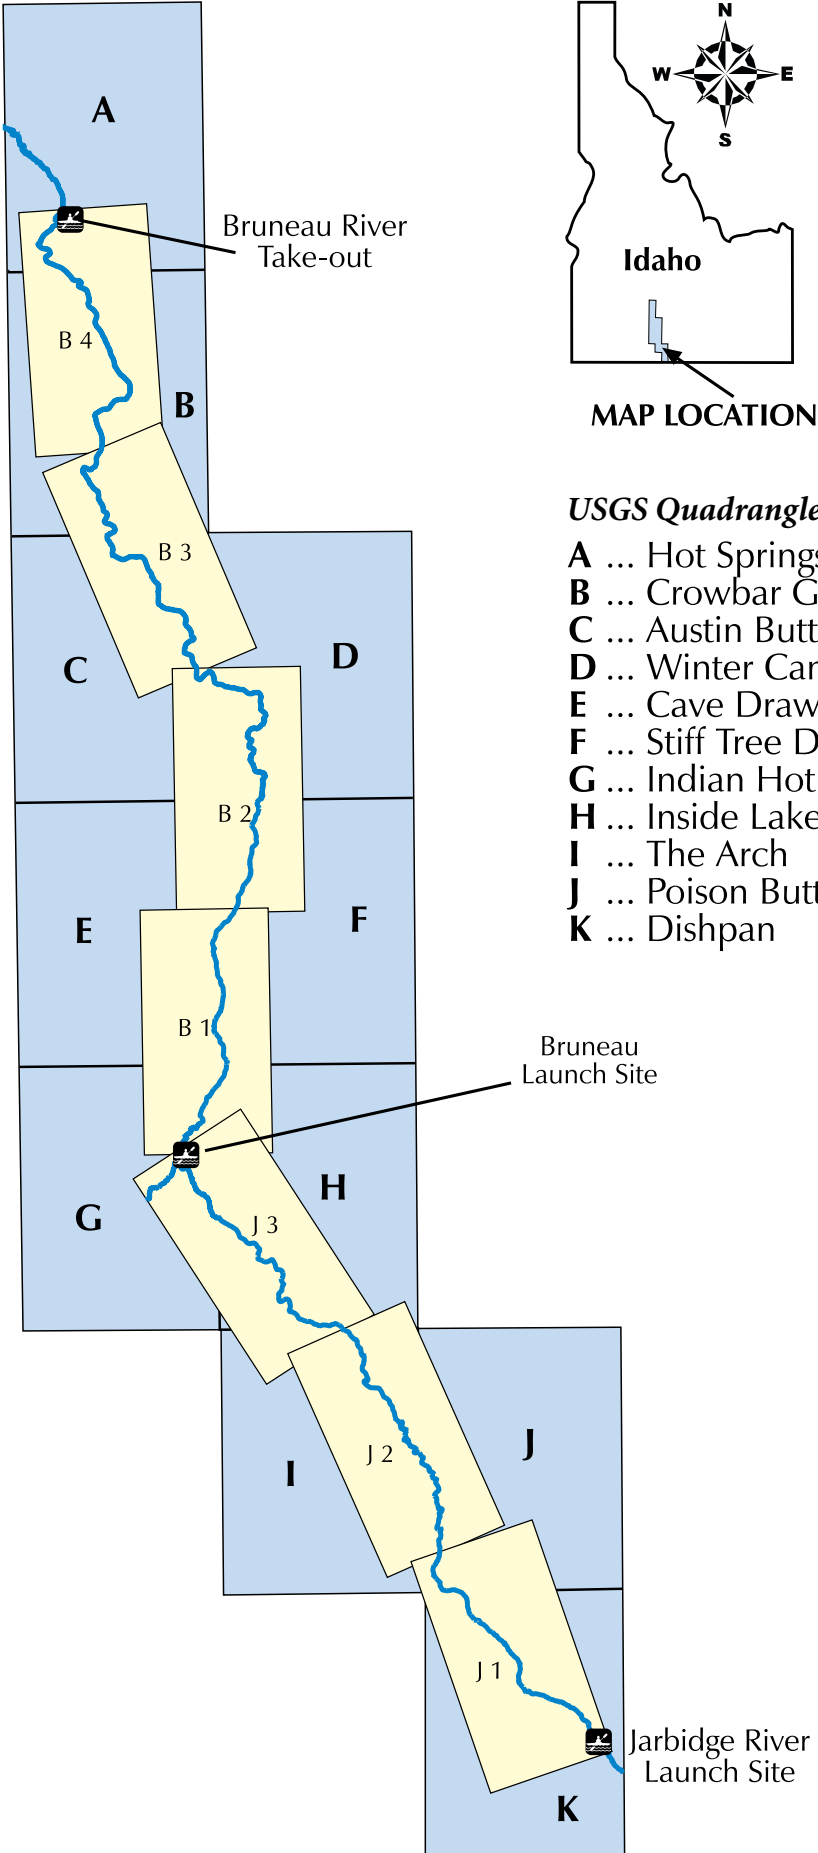 N
W
E
S
A
Bruneau River
Take-out
Idaho
B 4
MAP LOCATION
B
USGS Quadrangle
A ... Hot Springs
B ... Crowbar G
C ... Austin Butt
D ... Winter Car
E ... Cave Draw
F ... Stiff Tree D
G ... Indian Hot
H ... Inside Lake
I ... The Arch
J ... Poison Butt
K ... Dishpan
B 3
C
D
B 2
E
F
B 1
Bruneau
Launch Site
G
H
J 3
J 2
I
J
J 1
Jarbidge River
Launch Site
K